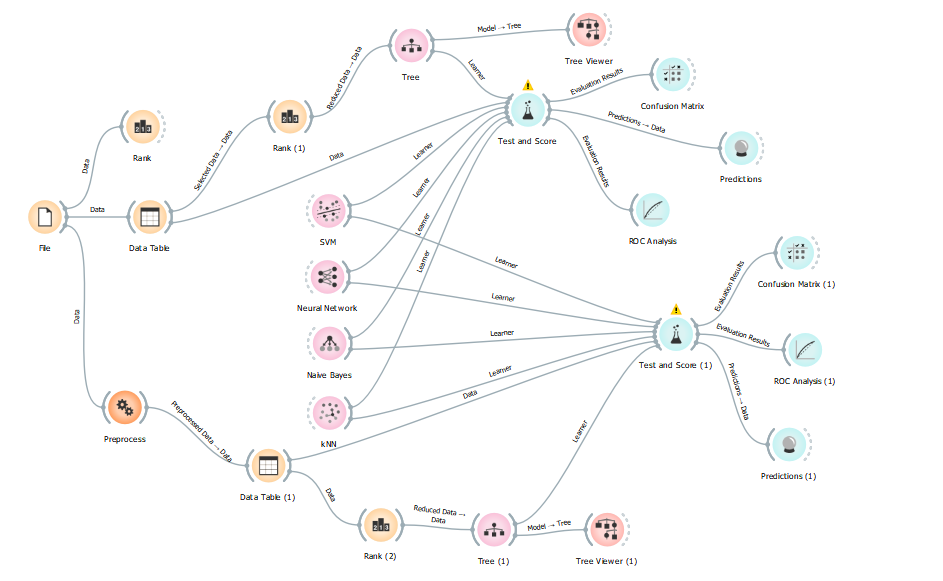 Tree
Model → Tree
Tree Viewer
Reduced Data → Data
Learner
Evaluation Results
Confusion Matrix
Rank
Rank (1)
Test and Score
Predictions → Data
Predictions
Data
Selected Data → Data
Data
Learner
Evaluation Results
File
Data
Data Table
SVM
Learner
Learner
Learner
ROC Analysis
Learner
Neural Network
Learner
Evaluation Results
Confusion Matrix (1)
Data
Naive Bayes
Learner
Test and Score (1)
Evaluation Results
ROC Analysis (1)
Learner
Data
Predictions → Data
Preprocess
Preprocessed Data → Data
kNN
Learner
Predictions (1)
Data Table (1)
Data
Rank (2)
Reduced Data →
Data
Tree (1)
Model → Tree
Tree Viewer (1)